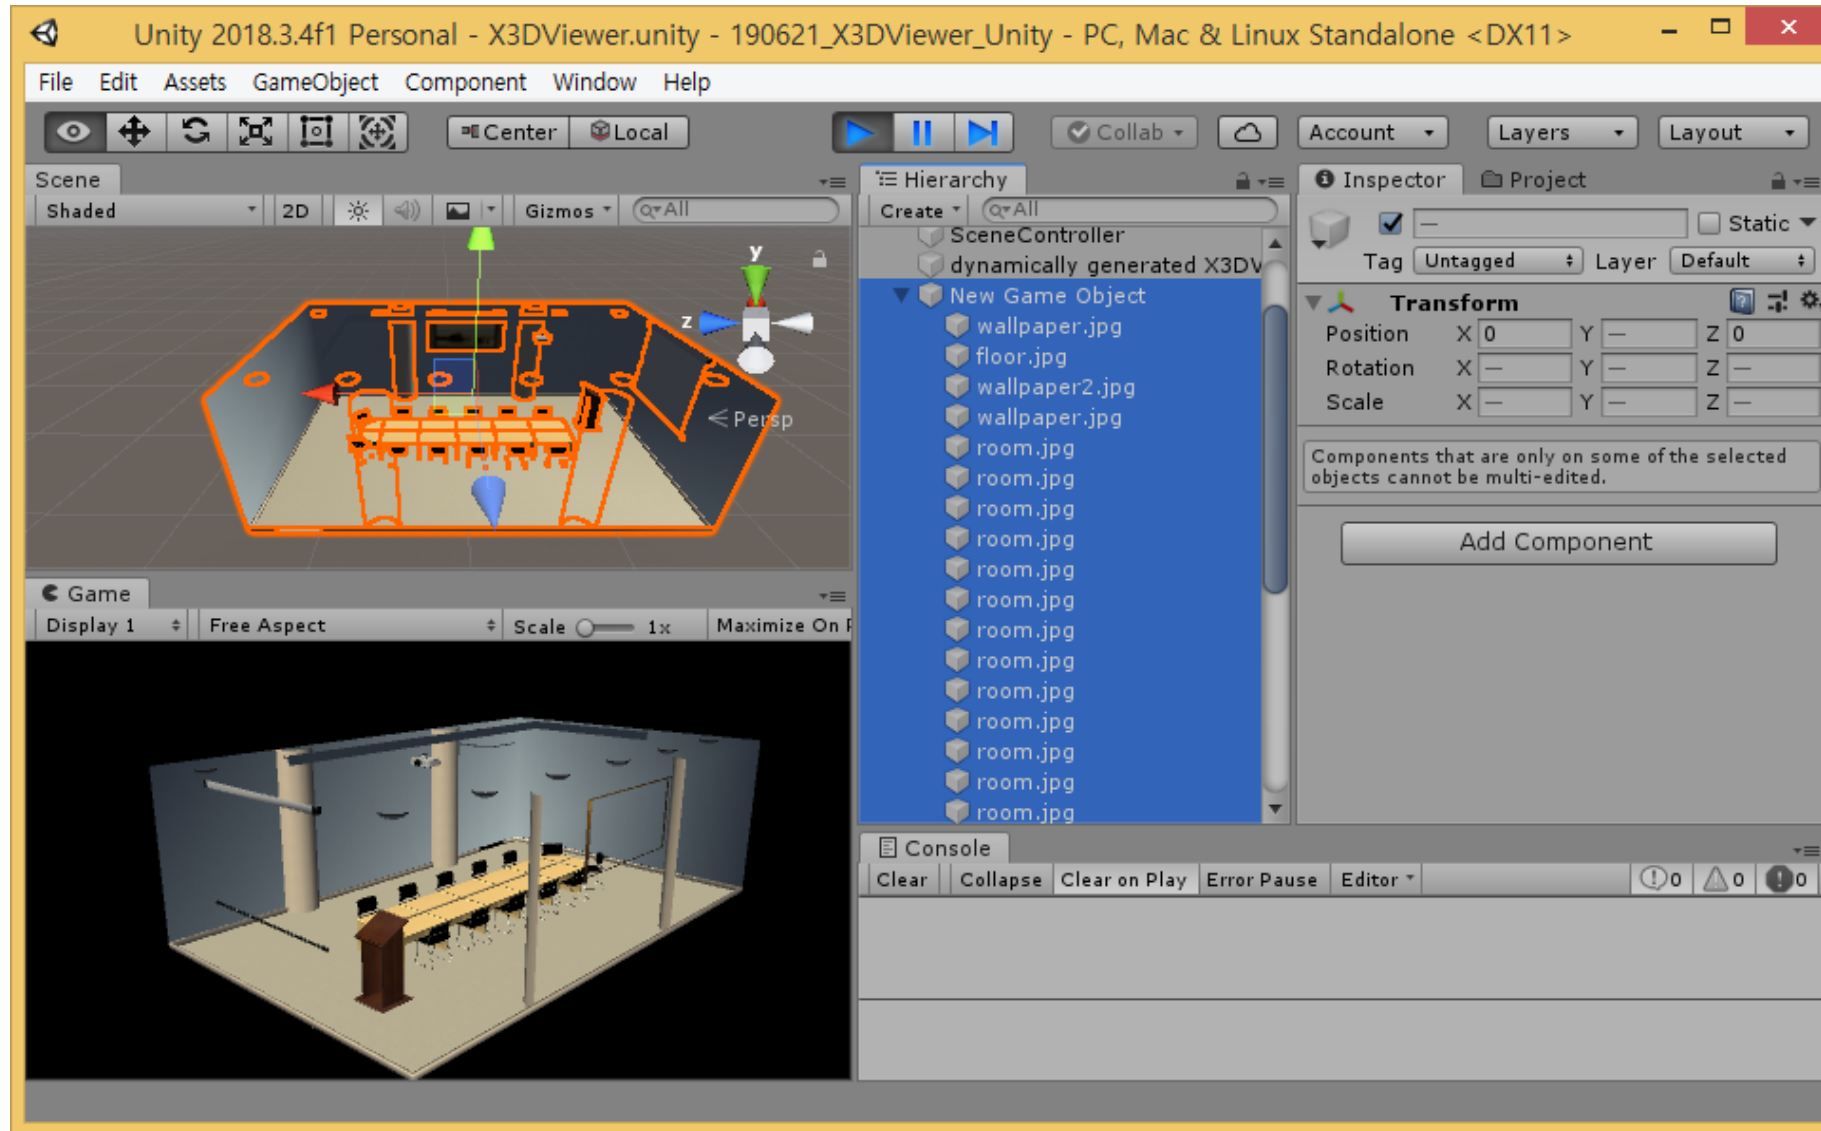 Unity 2018.3.4f1 Personal - X3DViewer.unity - 190621_X3DViewer_Unity - PC, Mac & Linux Standalone <DX11>
File Edit Assets GameObject Component Window Help
Center Local Collab Account Layers Layout
Scene
Shaded 2D Gizmos All
y
z
Persp
Game
Display 1 Free Aspect Scale 1x Maximize On
Hierarchy
Create All
SceneController
dynamically generated X3DV
New Game Object
wallpaper.jpg
floor.jpg
wallpaper2.jpg
wallpaper.jpg
room.jpg
room.jpg
room.jpg
room.jpg
room.jpg
room.jpg
room.jpg
room.jpg
room.jpg
room.jpg
room.jpg
room.jpg
room.jpg
Inspector Project
— Static
Tag Untagged Layer Default
Transform
Position X 0 Y — Z 0
Rotation X — Y — Z —
Scale X — Y — Z —
Components that are only on some of the selected
objects cannot be multi-edited.
Add Component
Console
Clear Collapse Clear on Play Error Pause Editor 0 0 0